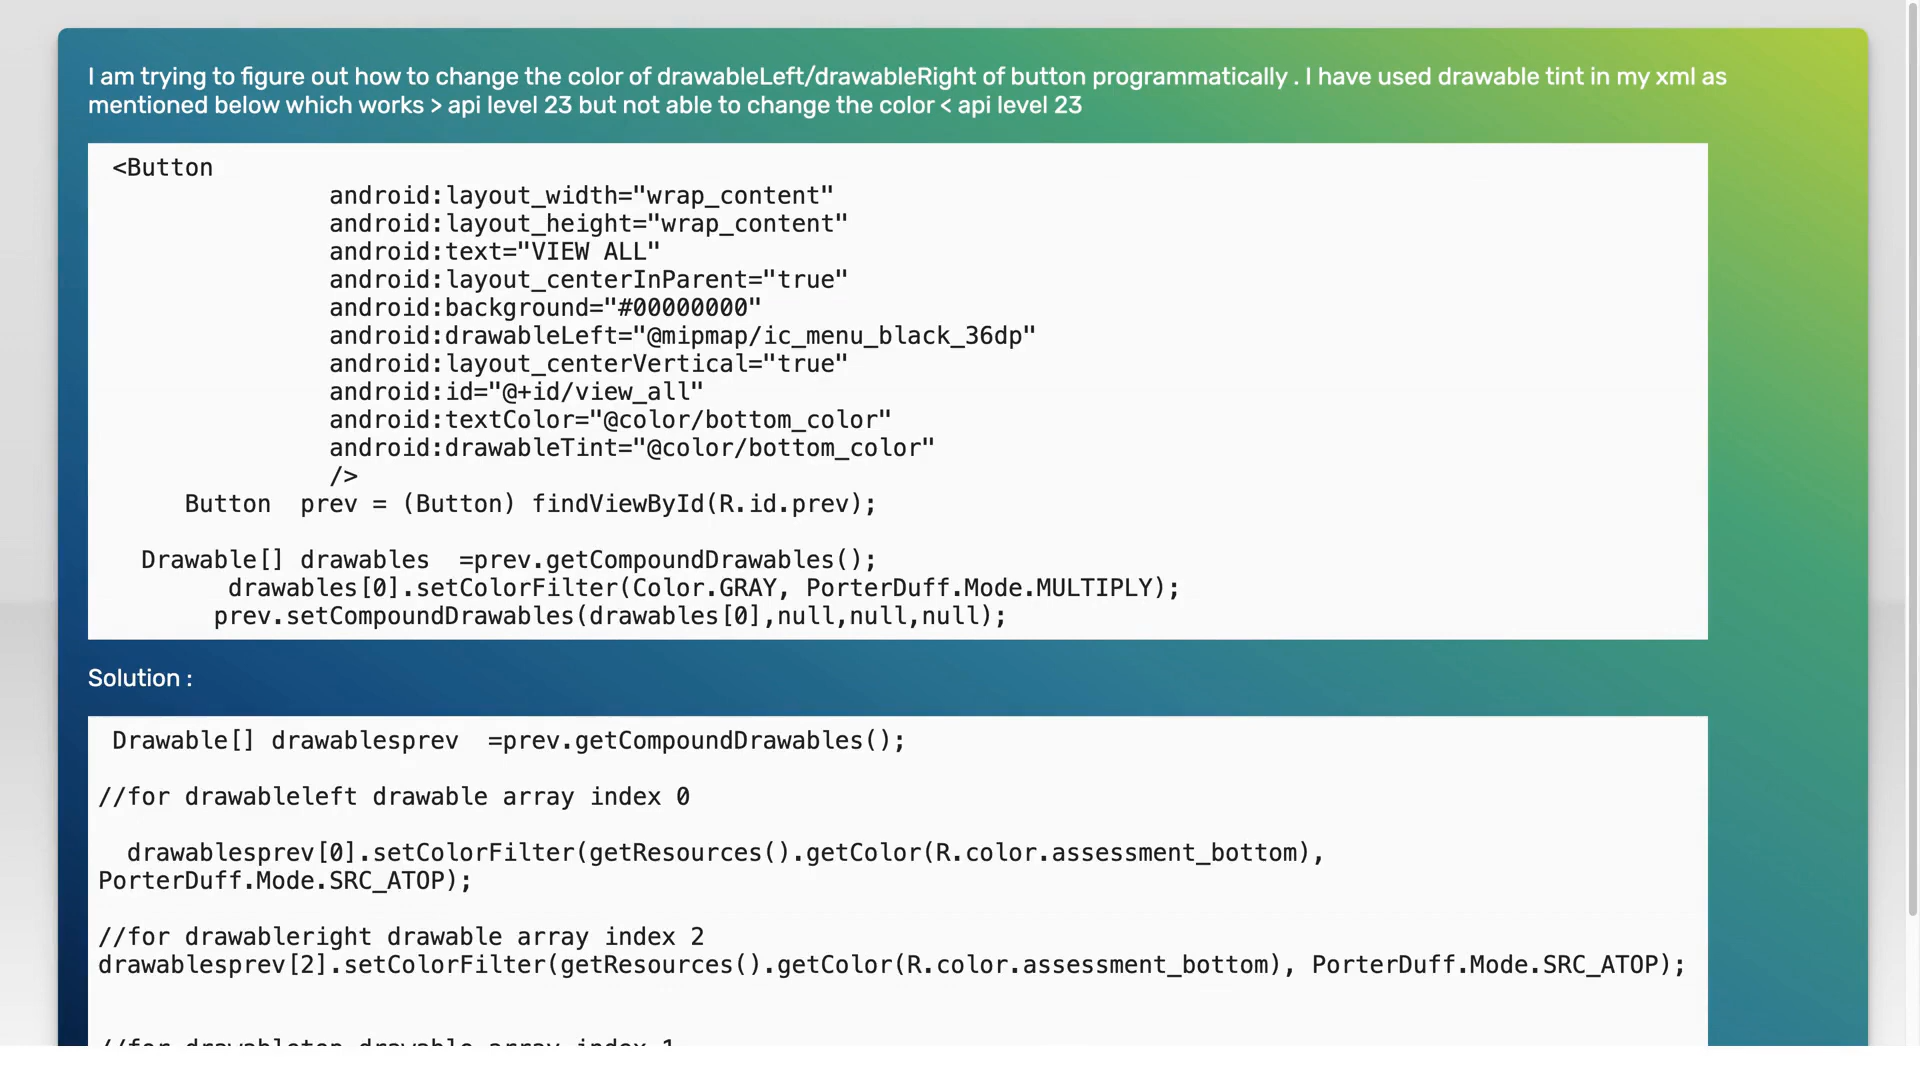 I am trying to figure out how to change the color of drawableLeft/drawableRight of button programmatically . I have used drawable tint in my xml as
mentioned below which works > api level 23 but not able to change the color < api level 23
<Button
android:layout_width="wrap_content"
android:layout_height="wrap_content"
android:text="VIEW ALL"
android:layout_centerInParent="true"
android:background="#00000000"
android:drawableLeft="@mipmap/ic_menu_black_36dp"
android:layout_centerVertical="true"
android:id="@+id/view_all"
android:textColor="@color/bottom_color"
android:drawableTint="@color/bottom_color"
/>
Button  prev = (Button) findViewById(R.id.prev);
Drawable[] drawables  =prev.getCompoundDrawables();
drawables[0].setColorFilter(Color.GRAY, PorterDuff.Mode.MULTIPLY);
prev.setCompoundDrawables(drawables[0],null,null,null);
Solution :
Drawable[] drawablesprev  =prev.getCompoundDrawables();
//for drawableleft drawable array index 0
drawablesprev[0].setColorFilter(getResources().getColor(R.color.assessment_bottom),
PorterDuff.Mode.SRC_ATOP);
//for drawableright drawable array index 2
drawablesprev[2].setColorFilter(getResources().getColor(R.color.assessment_bottom), PorterDuff.Mode.SRC_ATOP);
//for drawabletop drawable array index 1